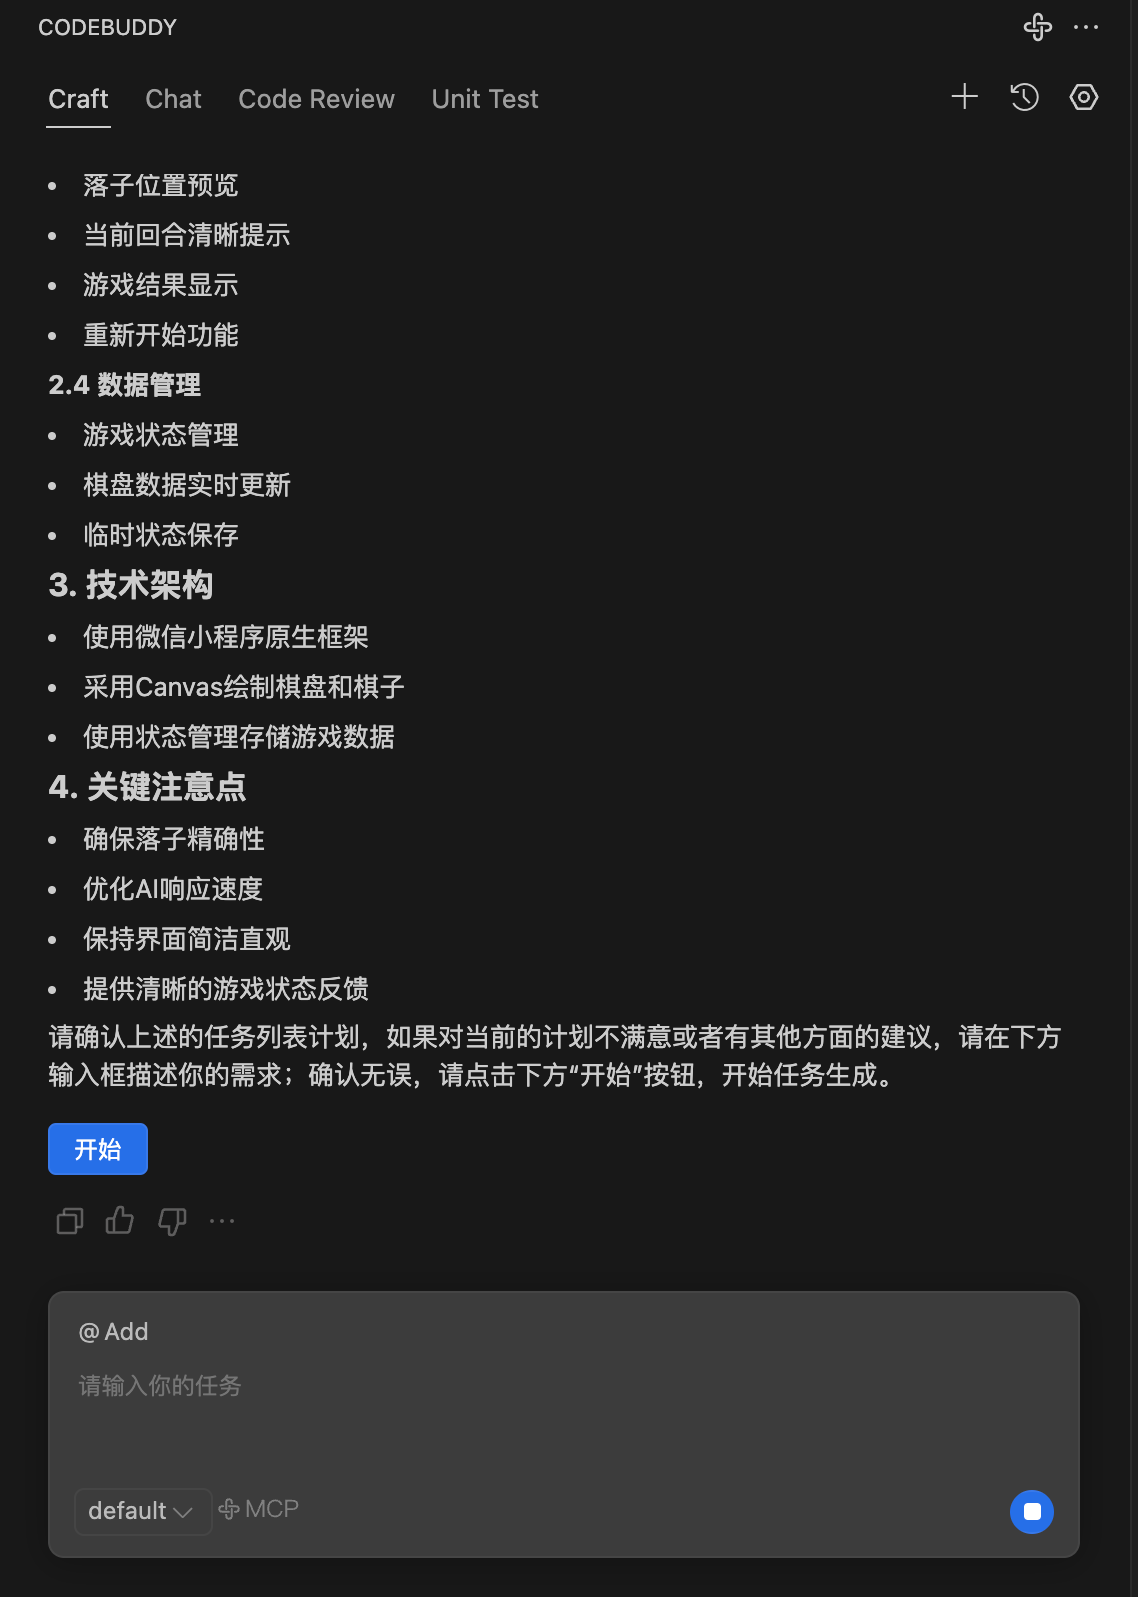 CODEBUDDY
Craft
Chat
Code Review
Unit Test
• 落子位置预览
• 当前回合清晰提示
• 游戏结果显示
• 重新开始功能
2.4 数据管理
• 游戏状态管理
• 棋盘数据实时更新
• 临时状态保存
3. 技术架构
• 使用微信小程序原生框架
• 采用Canvas绘制棋盘和棋子
• 使用状态管理存储游戏数据
4. 关键注意点
• 确保落子精确性
• 优化AI响应速度
• 保持界面简洁直观
• 提供清晰的游戏状态反馈
请确认上述的任务列表计划，如果对当前的计划不满意或者有其他方面的建议，请在下方
输入框描述你的需求；确认无误，请点击下方“开始”按钮，开始任务生成。
开始
@ Add
请输入你的任务
default
MCP